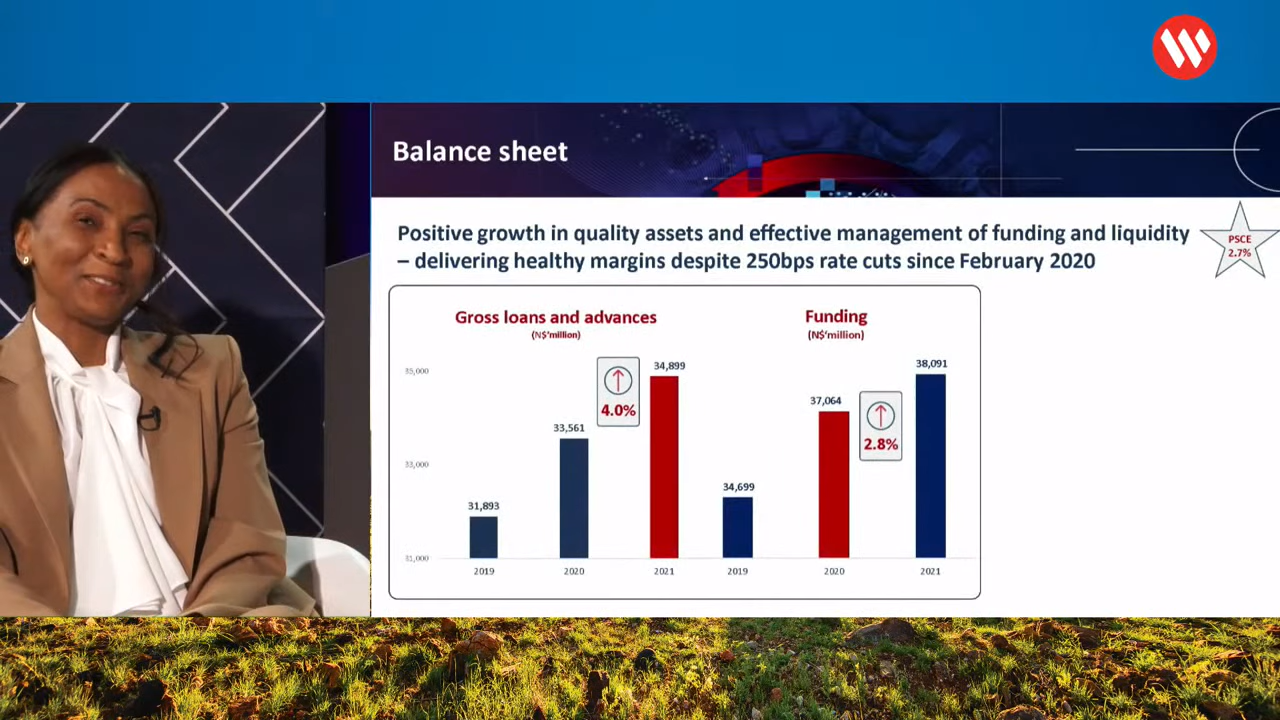 Balance sheet
Positive growth in quality assets and effective management of funding and liquidity
– delivering healthy margins despite 250bps rate cuts since February 2020
PSCE
2.7%
Gross loans and advances
(N$'million)
35,000
33,000
31,000
31,893
33,561
4.0%
34,899
2019
2020
2021
Funding
(N$'million)
34,699
37,064
2.8%
38,091
2019
2020
2021